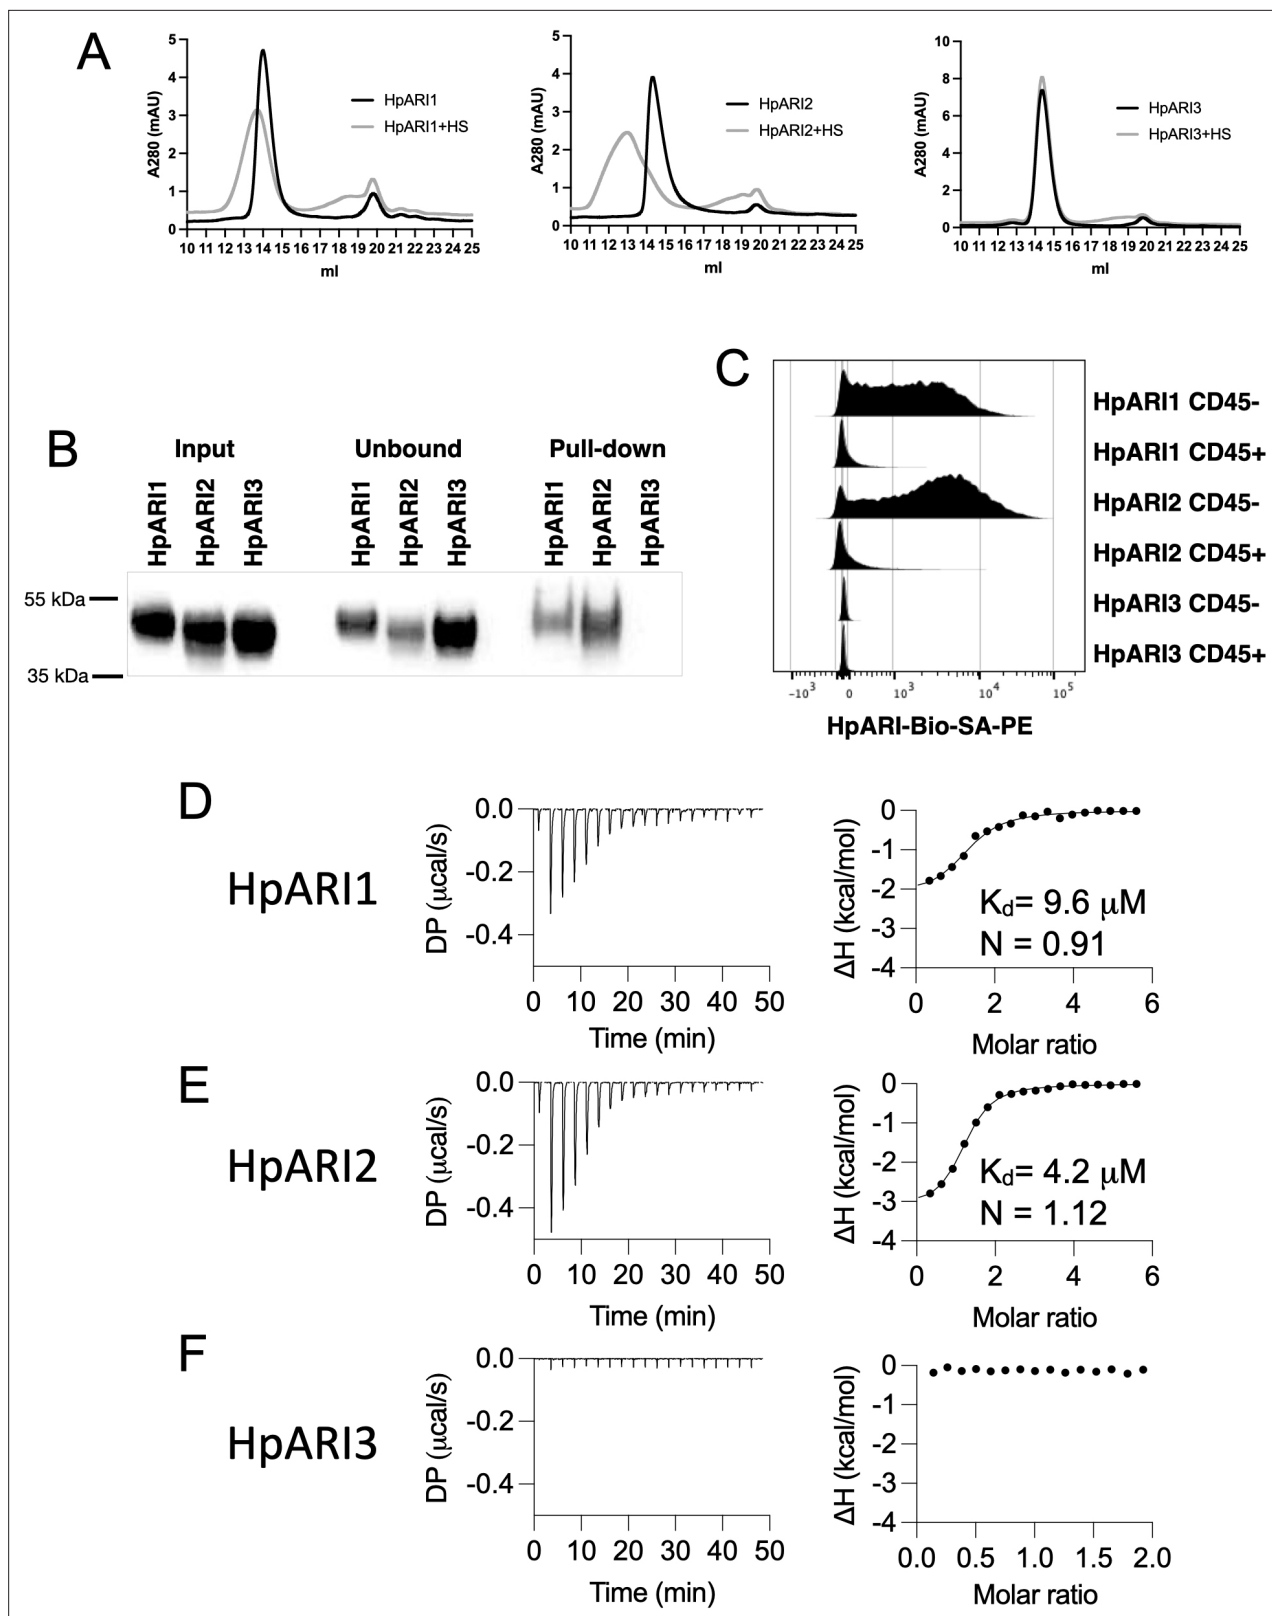 A
5
4
3
2
1
0
A280 (mAU)
HpARI1
HpARI1+HS
10 11 12 13 14 15 16 17 18 19 20 21 22 23 24 25
ml
5
4
3
2
1
0
A280 (mAU)
HpARI2
HpARI2+HS
10 11 12 13 14 15 16 17 18 19 20 21 22 23 24 25
ml
10
8
6
4
2
0
A280 (mAU)
HpARI3
HpARI3+HS
10 11 12 13 14 15 16 17 18 19 20 21 22 23 24 25
ml
B
Input Unbound Pull-down
HpARI1 HpARI2 HpARI3 HpARI1 HpARI2 HpARI3 HpARI1 HpARI2 HpARI3
55 kDa
35 kDa
C
HpARI1 CD45-
HpARI1 CD45+
HpARI2 CD45-
HpARI2 CD45+
HpARI3 CD45-
HpARI3 CD45+
-10³ 0 10³ 10⁴ 10⁵
HpARI-Bio-SA-PE
D
HpARI1
0.0
-0.2
-0.4
DP (μcal/s)
0 10 20 30 40 50
Time (min)
0
-1
-2
-3
-4
ΔH (kcal/mol)
Kd= 9.6 μM
N = 0.91
0 2 4 6
Molar ratio
E
HpARI2
0.0
-0.2
-0.4
DP (μcal/s)
0 10 20 30 40 50
Time (min)
0
-1
-2
-3
-4
ΔH (kcal/mol)
Kd= 4.2 μM
N = 1.12
0 2 4 6
Molar ratio
F
HpARI3
0.0
-0.2
-0.4
DP (μcal/s)
0 10 20 30 40 50
Time (min)
0
-1
-2
-3
-4
ΔH (kcal/mol)
0.0 0.5 1.0 1.5 2.0
Molar ratio